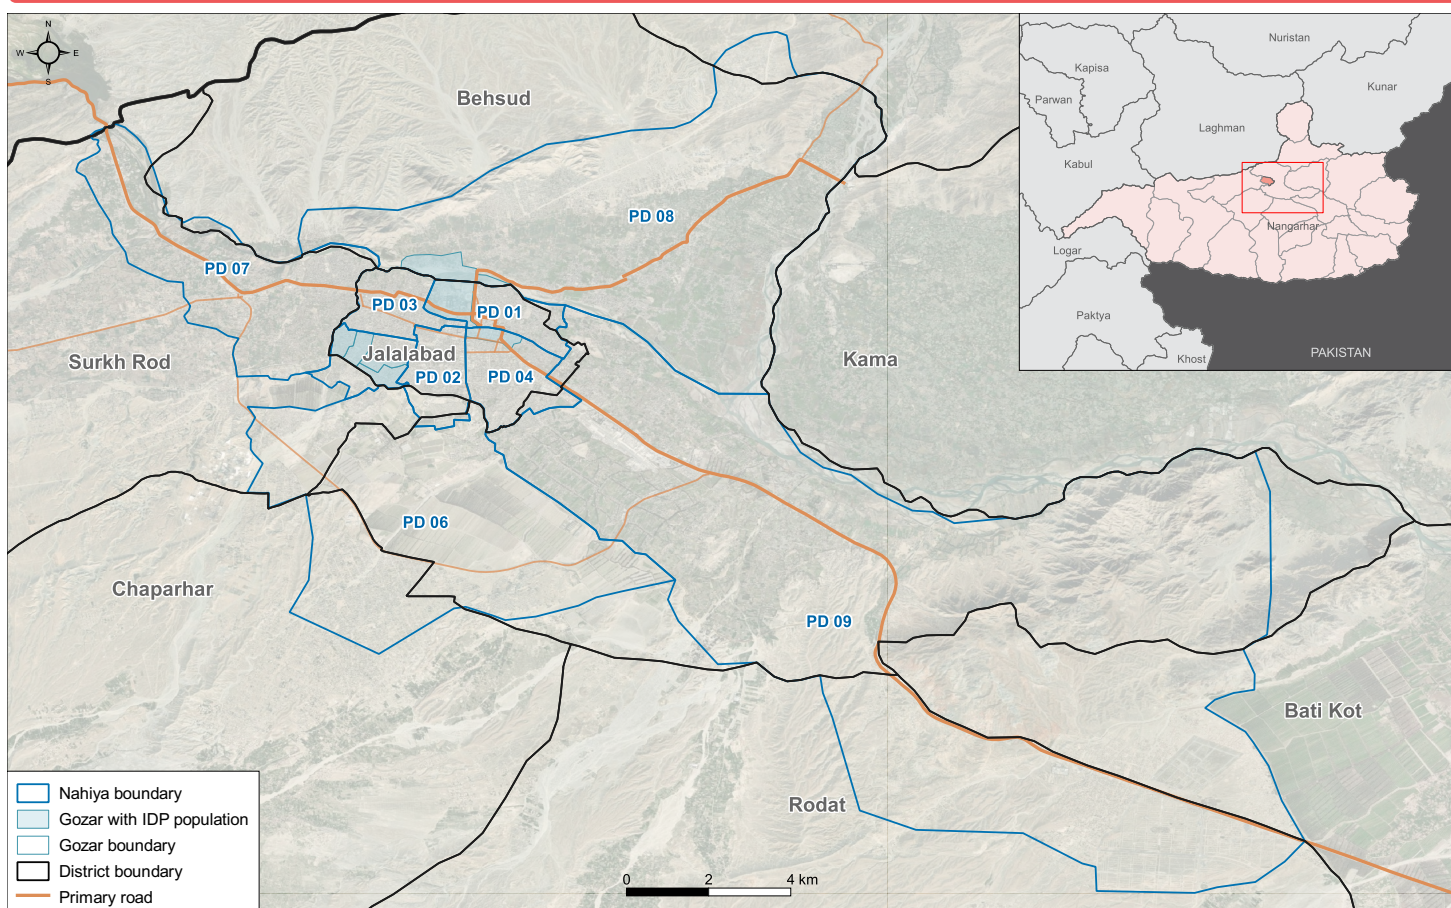 N
W
E
S
Behsud
PD 08
PD 07
PD 03
PD 01
Surkh Rod
Jalalabad
PD 02
PD 04
Kama
PD 06
Chaparhar
PD 09
Bati Kot
Rodat
Nuristan
Kapisa
Kunar
Parwan
Laghman
Kabul
Nangarhar
Logar
Paktya
Khost
PAKISTAN
Nahiya boundary
Gozar with IDP population
Gozar boundary
District boundary
Primary road
0 2 4 km